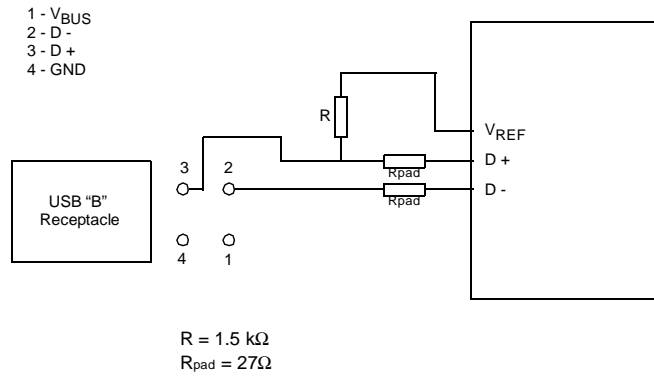 1 - VBUS
2 - D -
3 - D +
4 - GND
R
VREF
D +
Rpad
D -
Rpad
3
2
USB “B”
Receptacle
4
1
R = 1.5 kΩ
Rpad = 27Ω